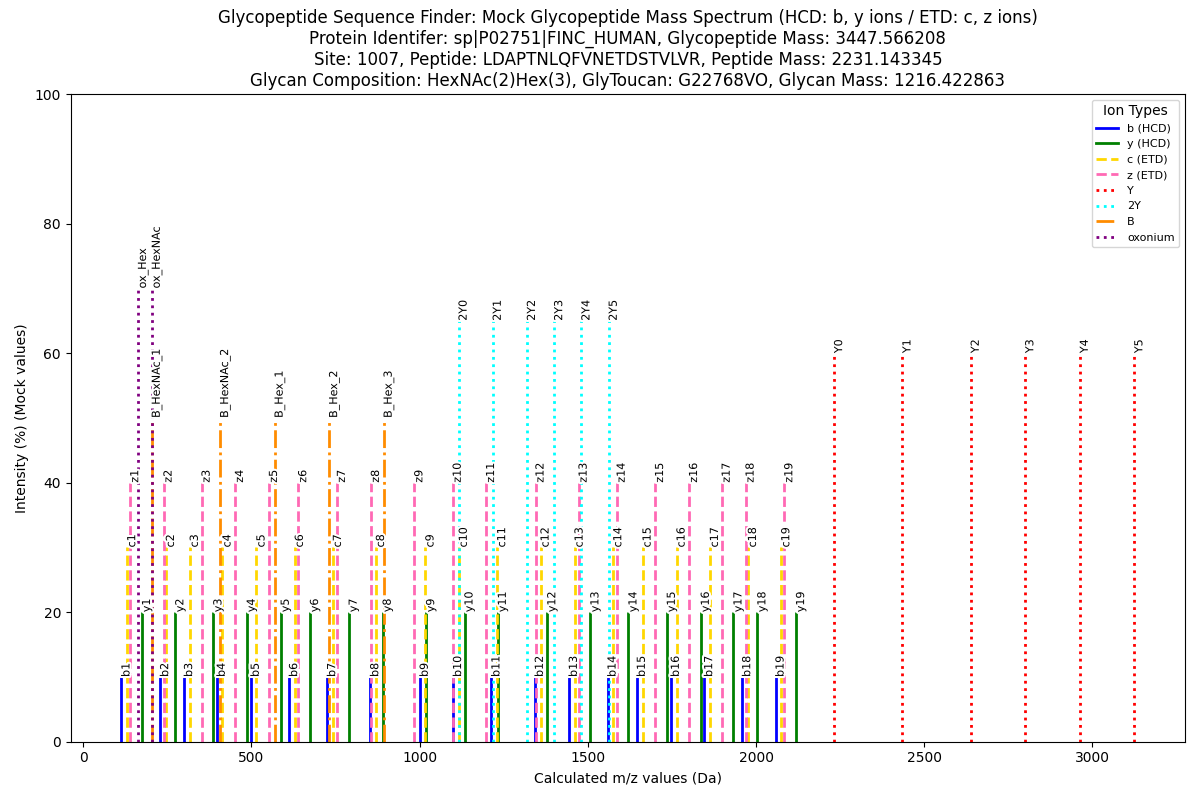 Glycopeptide Sequence Finder: Mock Glycopeptide Mass Spectrum (HCD: b, y ions / ETD: c, z ions)
Protein Identifer: sp|P02751|FINC_HUMAN, Glycopeptide Mass: 3447.566208
Site: 1007, Peptide: LDAPTNLQFVNETDSTVLVR, Peptide Mass: 2231.143345
Glycan Composition: HexNAc(2)Hex(3), GlyToucan: G22768VO, Glycan Mass: 1216.422863
Intensity (%) (Mock values)
100
80
60
40
20
0
Ion Types
b (HCD)
y (HCD)
c (ETD)
z (ETD)
Y
2Y
B
oxonium
ox_Hex
ox_HexNAc
2Y0
2Y1
2Y2
2Y3
2Y4
2Y5
Y0
Y1
Y2
Y3
Y4
Y5
B_HexNAc_1
B_HexNAc_2
B_Hex_1
B_Hex_2
B_Hex_3
z1
z2
z3
z4
z5
z6
z7
z8
z9
z10
z11
z12
z13
z14
z15
z16
z17
z18
z19
c1
c2
c3
c4
c5
c6
c7
c8
c9
c10
c11
c12
c13
c14
c15
c16
c17
c18
c19
y1
y2
y3
y4
y5
y6
y7
y8
y9
y10
y11
y12
y13
y14
y15
y16
y17
y18
y19
b1
b2
b3
b4
b5
b6
b7
b8
b9
b10
b11
b12
b13
b14
b15
b16
b17
b18
b19
0
500
1000
1500
2000
2500
3000
Calculated m/z values (Da)